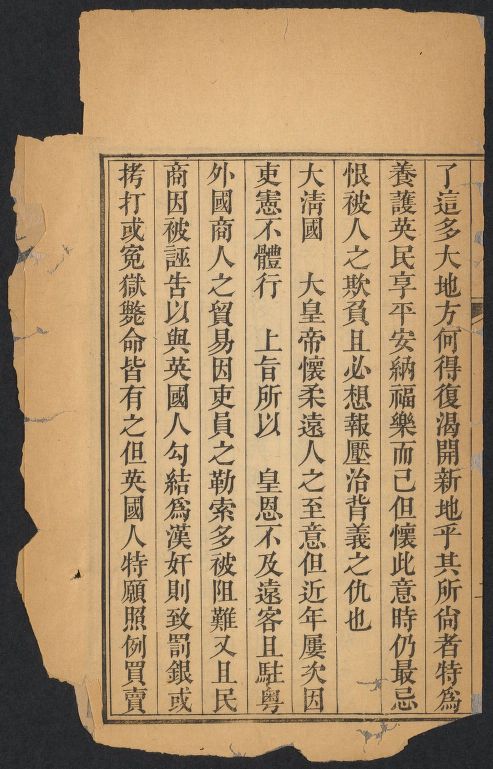 了這多大地方何得復渴開新地乎其所尙者特爲
養護英民享平安納福樂而已但懷此意時仍最忌
恨被人之欺負且必想報壓治背義之仇也
大淸國　大皇帝懷柔遠人之至意但近年屢次因
吏憲不體行　上旨所以　皇恩不及遠客且駐粵
外國商人之貿易因吏員之勒索多被阻難又且民
商因被誣告以與英國人勾結爲漢奸則致罰銀或
拷打或寃獄斃命皆有之但英國人特願照例買賣